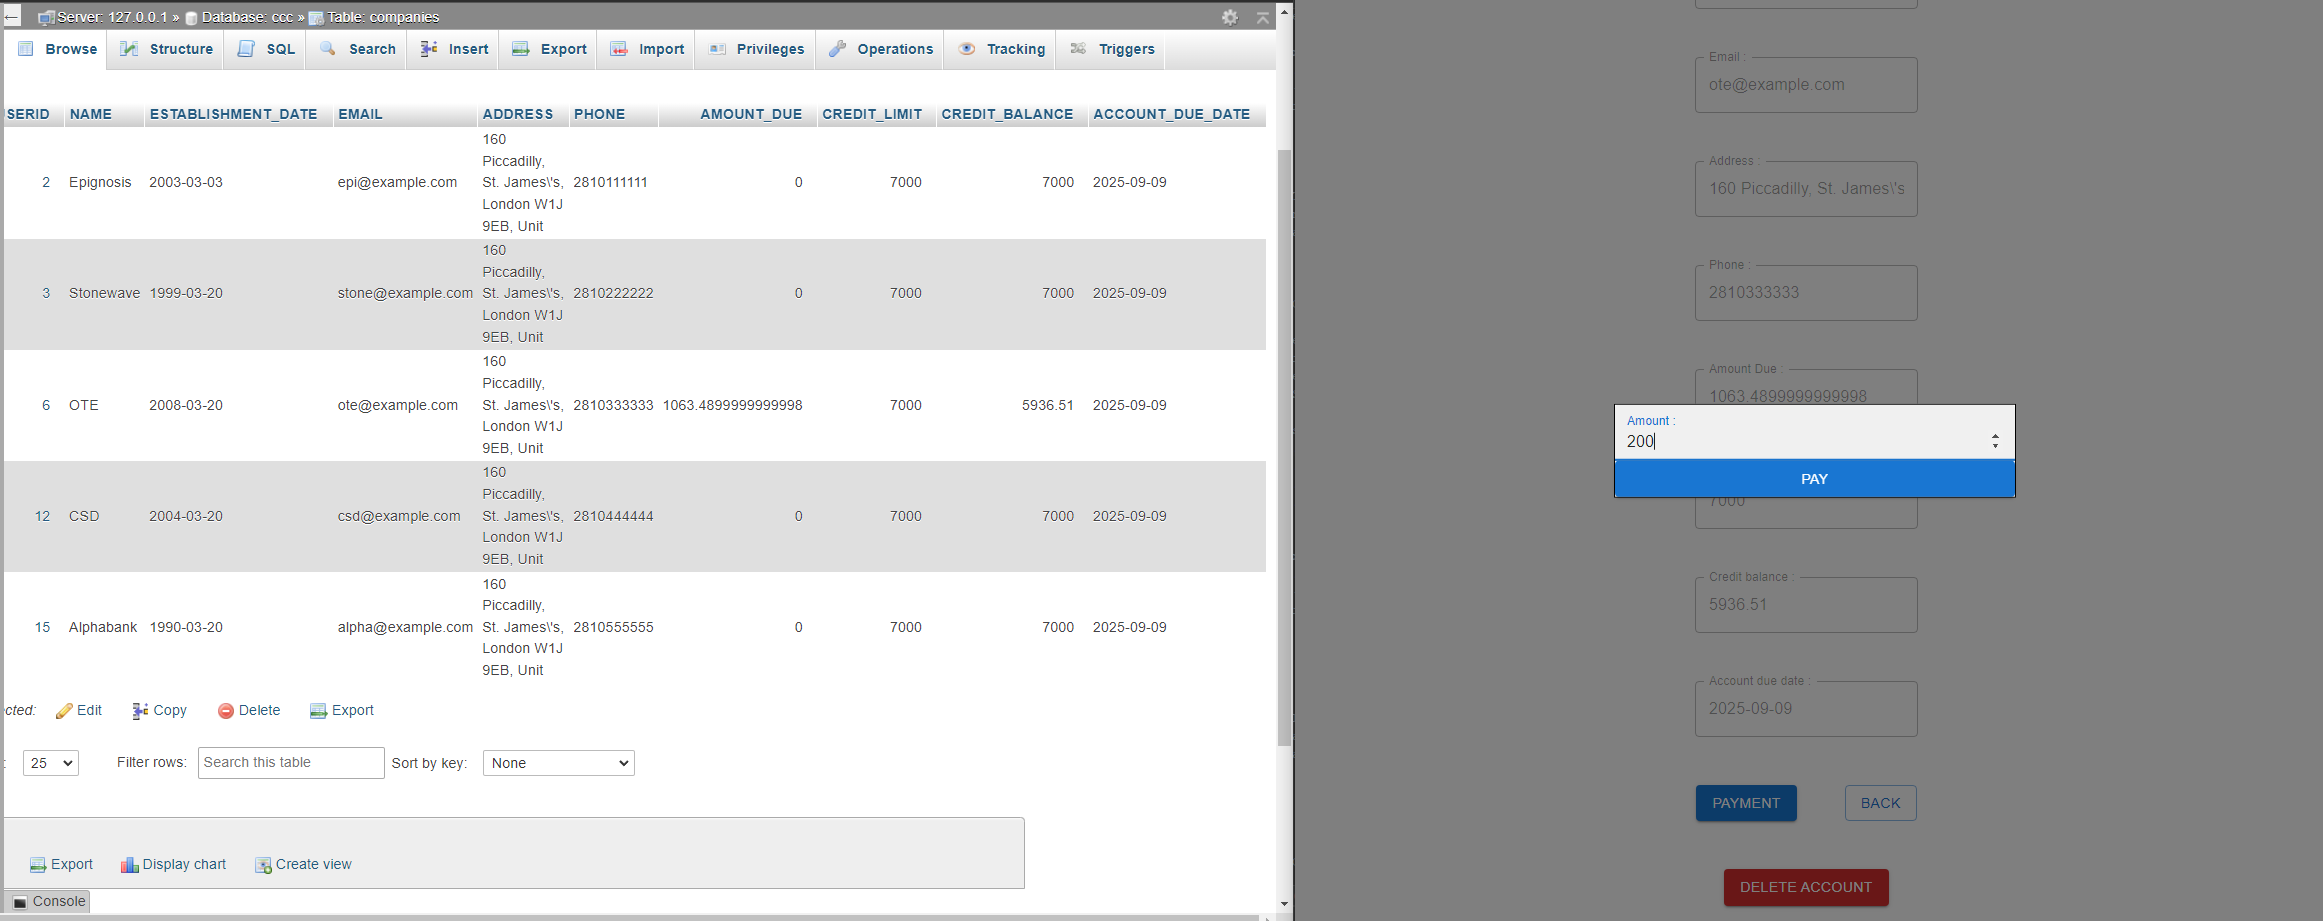 Server: 127.0.0.1 » Database: ccc » Table: companies
Browse Structure SQL Search Insert Export Import Privileges Operations Tracking Triggers
SERID NAME ESTABLISHMENT_DATE EMAIL ADDRESS PHONE AMOUNT_DUE CREDIT_LIMIT CREDIT_BALANCE ACCOUNT_DUE_DATE
160
Piccadilly,
2 Epignosis 2003-03-03 epi@example.com St. James\'s, 2810111111 0 7000 7000 2025-09-09
London W1J
9EB, Unit
160
Piccadilly,
3 Stonewave 1999-03-20 stone@example.com St. James\'s, 2810222222 0 7000 7000 2025-09-09
London W1J
9EB, Unit
160
Piccadilly,
6 OTE 2008-03-20 ote@example.com St. James\'s, 2810333333 1063.4899999999998 7000 5936.51 2025-09-09
London W1J
9EB, Unit
160
Piccadilly,
12 CSD 2004-03-20 csd@example.com St. James\'s, 2810444444 0 7000 7000 2025-09-09
London W1J
9EB, Unit
160
Piccadilly,
15 Alphabank 1990-03-20 alpha@example.com St. James\'s, 2810555555 0 7000 7000 2025-09-09
London W1J
9EB, Unit
cted: Edit Copy Delete Export
: 25 Filter rows: Search this table Sort by key: None
Export Display chart Create view
Console
Email :
ote@example.com
Address :
160 Piccadilly, St. James\'s
Phone :
2810333333
Amount Due :
1063.4899999999998
Amount :
200
PAY
7000
Credit balance :
5936.51
Account due date :
2025-09-09
PAYMENT BACK
DELETE ACCOUNT